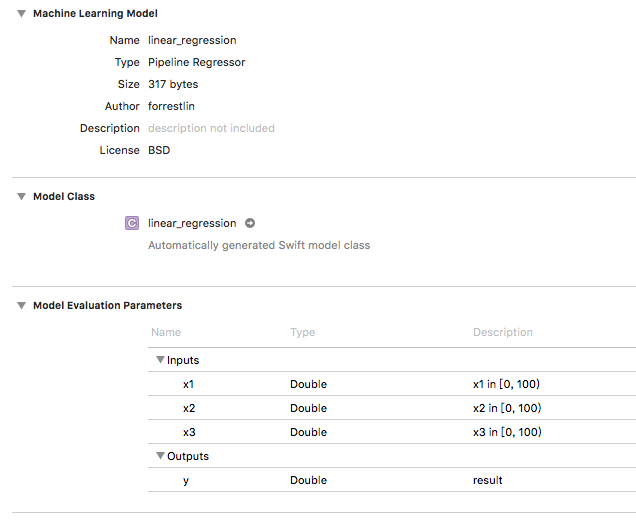 Machine Learning Model
Name linear_regression
Type Pipeline Regressor
Size 317 bytes
Author forrestlin
Description description not included
License BSD
Model Class
C linear_regression
Automatically generated Swift model class
Model Evaluation Parameters
Name Type Description
Inputs
x1 Double x1 in [0, 100)
x2 Double x2 in [0, 100)
x3 Double x3 in [0, 100)
Outputs
y Double result